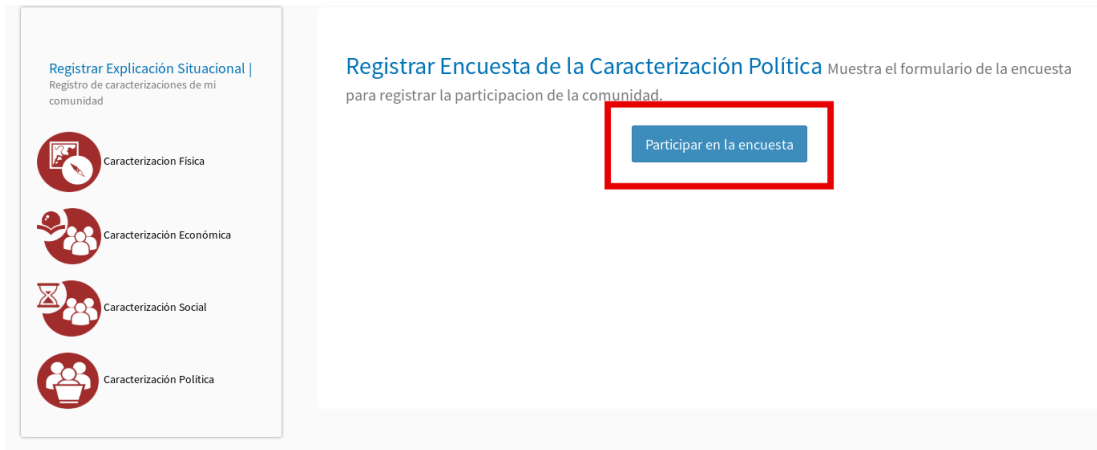 Registrar Explicación Situacional |
Registro de caracterizaciones de mi
comunidad
Caracterizacion Física
Caracterización Económica
Caracterización Social
Caracterización Política
Registrar Encuesta de la Caracterización Política Muestra el formulario de la encuesta
para registrar la participacion de la comunidad.
Participar en la encuesta